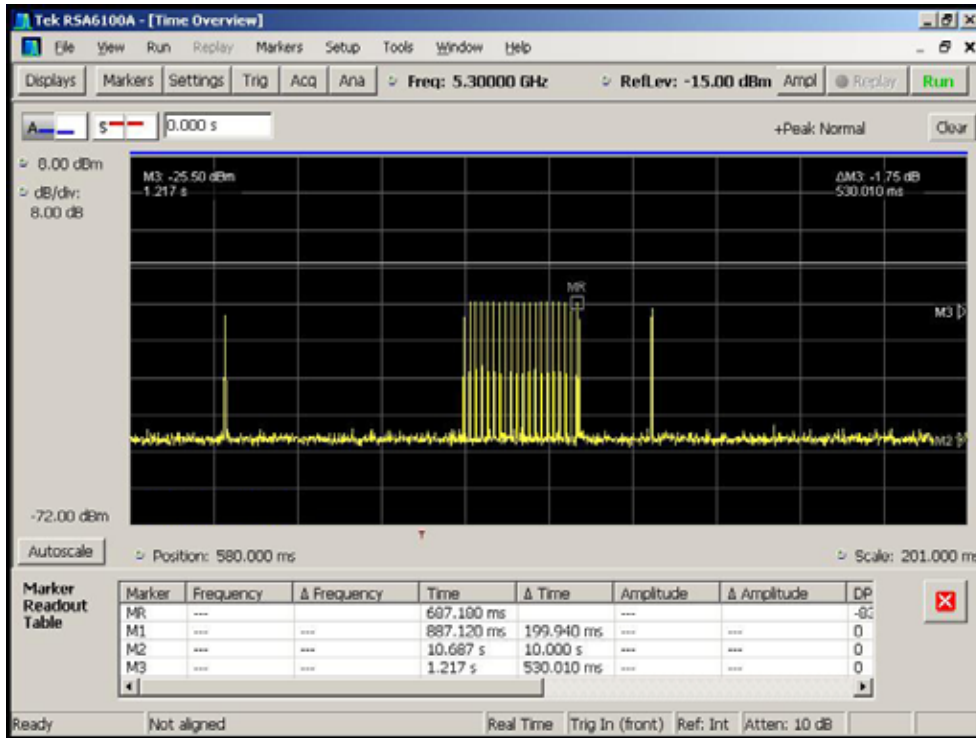 Tek RSA6100A - [Time Overview]
File View Run Replay Markers Setup Tools Window Help
Displays Markers Settings Trig Acq Ana Freq: 5.30000 GHz RefLev: -15.00 dBm Ampl Replay Run
A S 0.000 s +Peak Normal Clear
8.00 dBm
dB/div:
8.00 dB
M3: -25.50 dBm
1.217 s
ΔM3: -1.75 dB
530.010 ms
MR
M3
M2
-72.00 dBm
T
Autoscale Position: 580.000 ms Scale: 201.000 ms
Marker Readout Table
Marker Frequency Δ Frequency Time Δ Time Amplitude Δ Amplitude DP
MR --- 687.180 ms --- -83
M1 --- --- 887.120 ms 199.940 ms --- --- 0
M2 --- --- 10.687 s 10.000 s --- --- 0
M3 --- --- 1.217 s 530.010 ms --- --- 0
Ready Not aligned Real Time Trig In (front) Ref: Int Atten: 10 dB